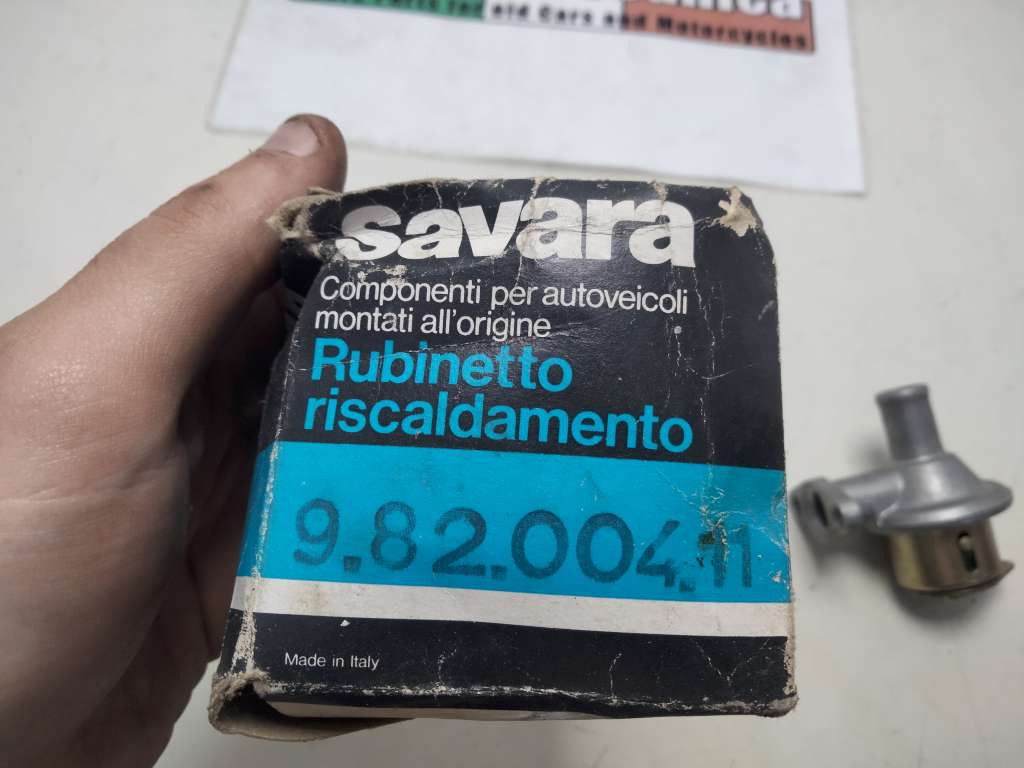 for old Cars and Motorcycles
savara
Componenti per autoveicoli
montati all'origine
Rubinetto
riscaldamento
9.82.004.11
Made in Italy